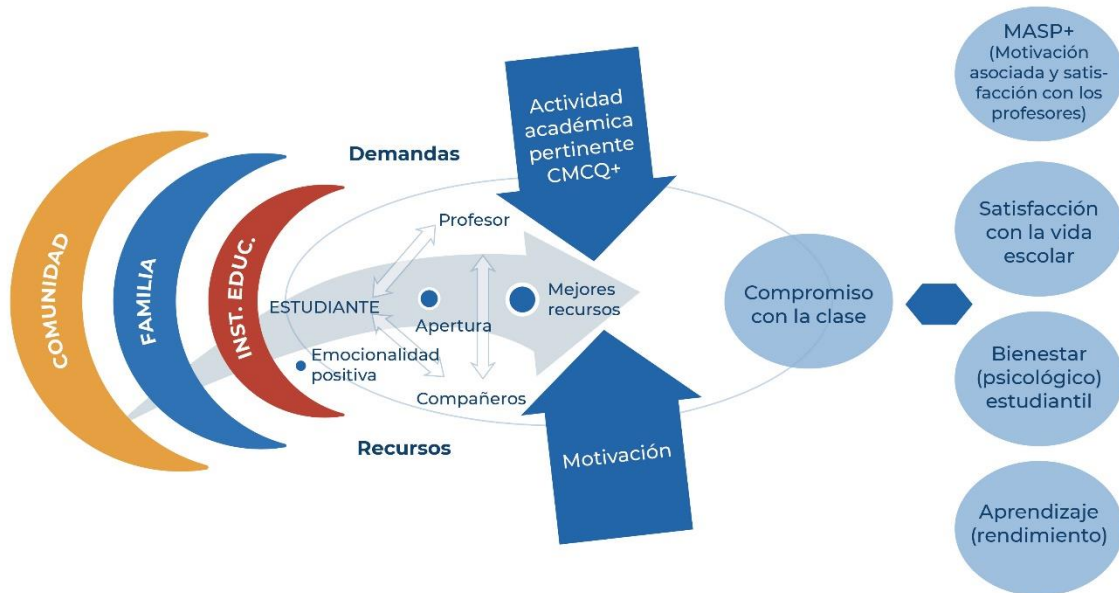 COMUNIDAD
FAMILIA
INST. EDUC.
Demandas
Profesor
ESTUDIANTE
Apertura
Mejores
recursos
Emocionalidad
positiva
Compañeros
Recursos
Actividad
académica
pertinente
CMCQ+
Motivación
Compromiso
con la clase
MASP+
(Motivación
asociada y satis-
facción con los
profesores)
Satisfacción
con la vida
escolar
Bienestar
(psicológico)
estudiantil
Aprendizaje
(rendimiento)